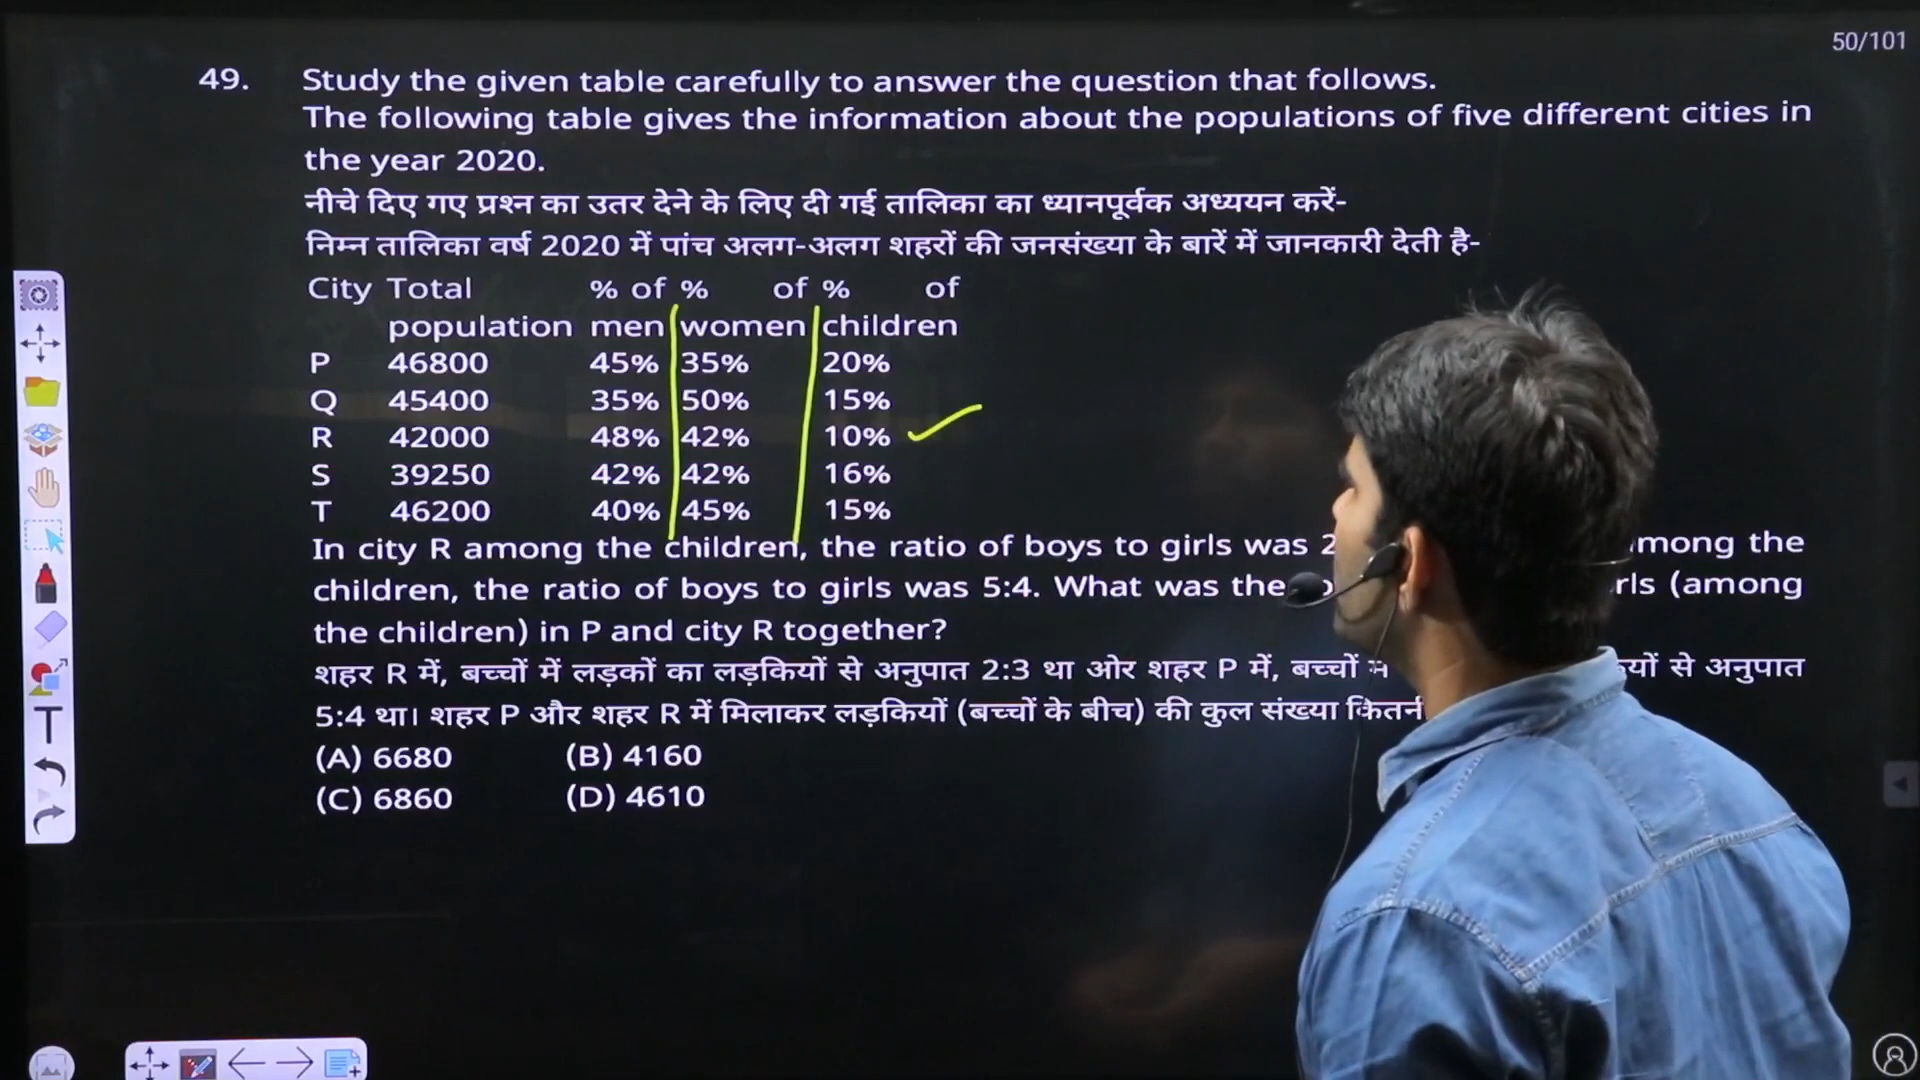 50/101
49. Study the given table carefully to answer the question that follows.
The following table gives the information about the populations of five different cities in
the year 2020.
नीचे दिए गए प्रश्न का उतर देने के लिए दी गई तालिका का ध्यानपूर्वक अध्ययन करें-
निम्न तालिका वर्ष 2020 में पांच अलग-अलग शहरों की जनसंख्या के बारें में जानकारी देती है-
City Total % of % of % of
population men women children
P 46800 45% 35% 20%
Q 45400 35% 50% 15%
R 42000 48% 42% 10%
S 39250 42% 42% 16%
T 46200 40% 45% 15%
In city R among the children, the ratio of boys to girls was 2 among the
children, the ratio of boys to girls was 5:4. What was the (among
the children) in P and city R together?
शहर R में, बच्चों में लड़कों का लड़कियों से अनुपात 2:3 था ओर शहर P में, बच्चों से अनुपात
5:4 था। शहर P और शहर R में मिलाकर लड़कियों (बच्चों के बीच) की कुल संख्या कितनी
(A) 6680 (B) 4160
(C) 6860 (D) 4610
T